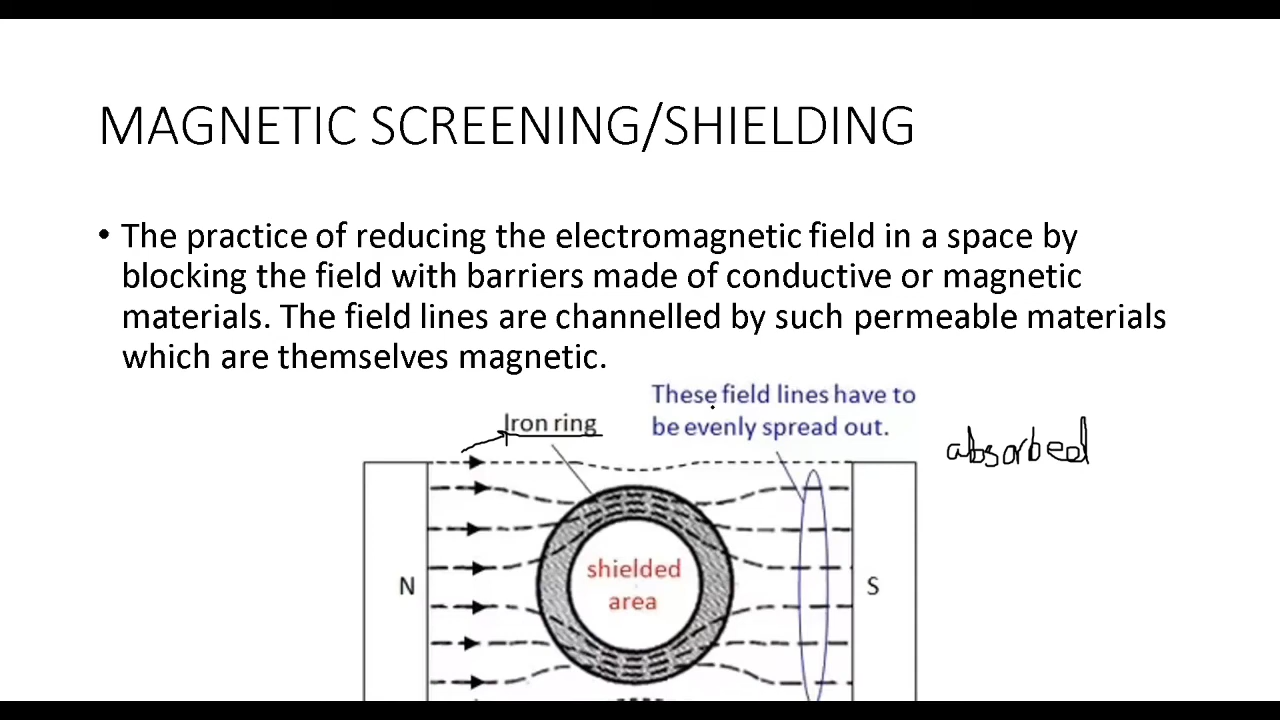 MAGNETIC SCREENING/SHIELDING
• The practice of reducing the electromagnetic field in a space by
blocking the field with barriers made of conductive or magnetic
materials. The field lines are channelled by such permeable materials
which are themselves magnetic.
These field lines have to
be evenly spread out.
Iron ring
absorbed
shielded
area
N
S